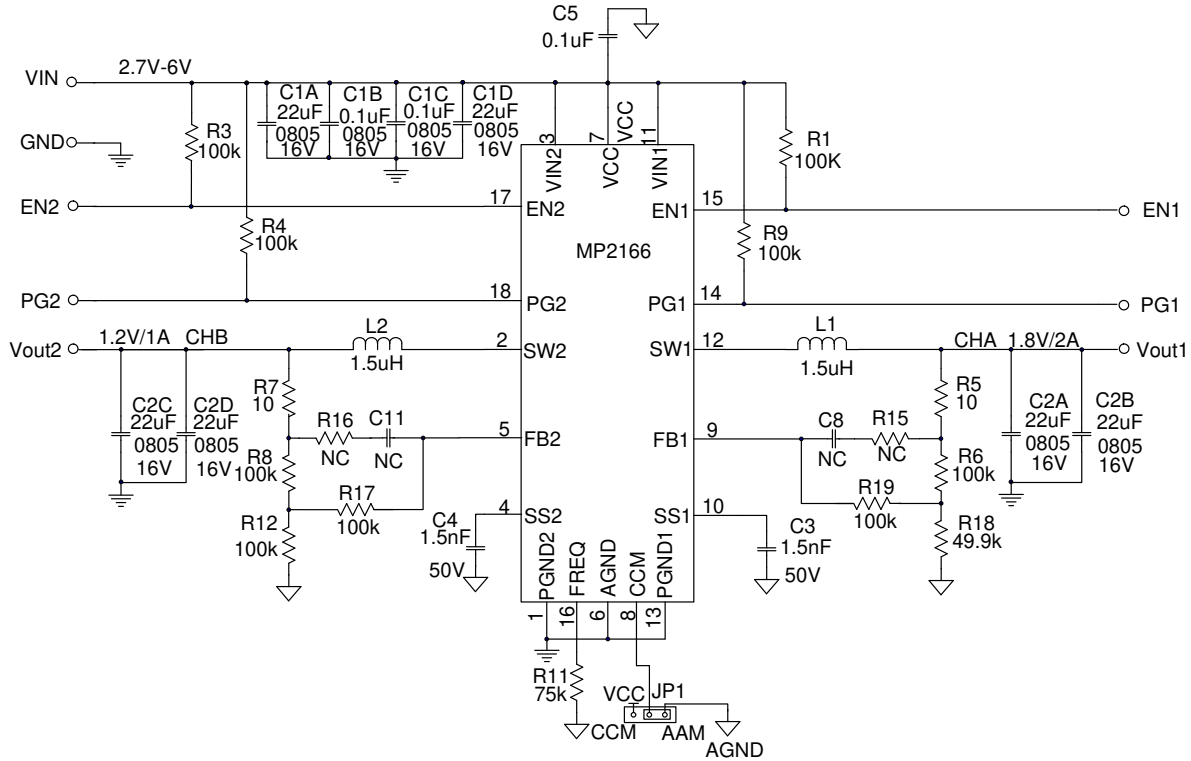 C5
0.1uF
VIN
2.7V-6V
C1A
22uF
0805
16V
C1B
0.1uF
0805
16V
C1C
0.1uF
0805
16V
C1D
22uF
0805
16V
GND
R3
100k
R1
100K
3
7
VCC
11
VIN2
VCC
VIN1
EN2
17
EN2
EN1
15
EN1
R4
100k
MP2166
R9
100k
PG2
18
PG2
PG1
14
PG1
Vout2
1.2V/1A
CHB
L2
1.5uH
2
SW2
SW1
12
L1
1.5uH
CHA
1.8V/2A
Vout1
C2C
22uF
0805
16V
C2D
22uF
0805
16V
R7
10
R16
NC
C11
NC
5
FB2
FB1
9
C8
NC
R15
NC
R5
10
C2A
22uF
0805
16V
C2B
22uF
0805
16V
R8
100k
R17
100k
R6
100k
R19
100k
R12
100k
C4
1.5nF
50V
4
SS2
SS1
10
C3
1.5nF
50V
R18
49.9k
PGND2
FREQ
AGND
CCM
PGND1
1
16
6
8
13
R11
75k
VCC
JP1
CCM
AAM
AGND